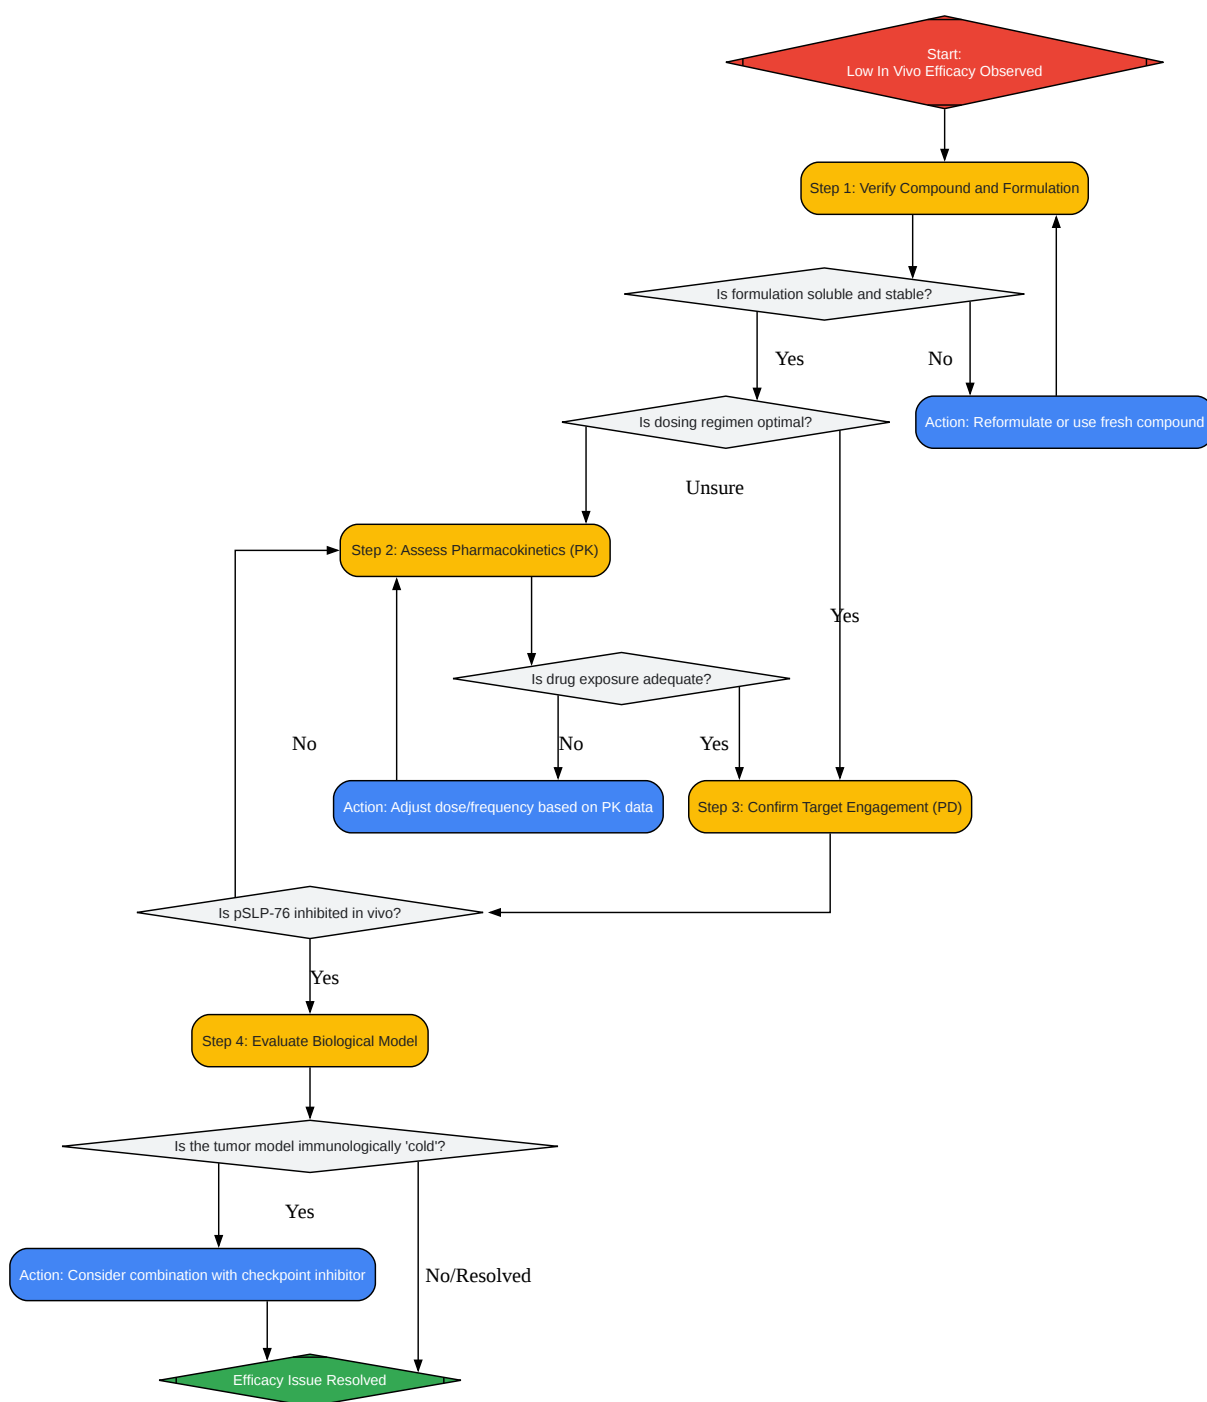 Start:
Low In Vivo Efficacy Observed
Step 1: Verify Compound and Formulation
Is formulation soluble and stable?
Yes
No
Is dosing regimen optimal?
Action: Reformulate or use fresh compound
Unsure
Step 2: Assess Pharmacokinetics (PK)
Yes
Is drug exposure adequate?
No
No
Yes
Action: Adjust dose/frequency based on PK data
Step 3: Confirm Target Engagement (PD)
Is pSLP-76 inhibited in vivo?
Yes
Step 4: Evaluate Biological Model
Is the tumor model immunologically 'cold'?
Yes
Action: Consider combination with checkpoint inhibitor
No/Resolved
Efficacy Issue Resolved